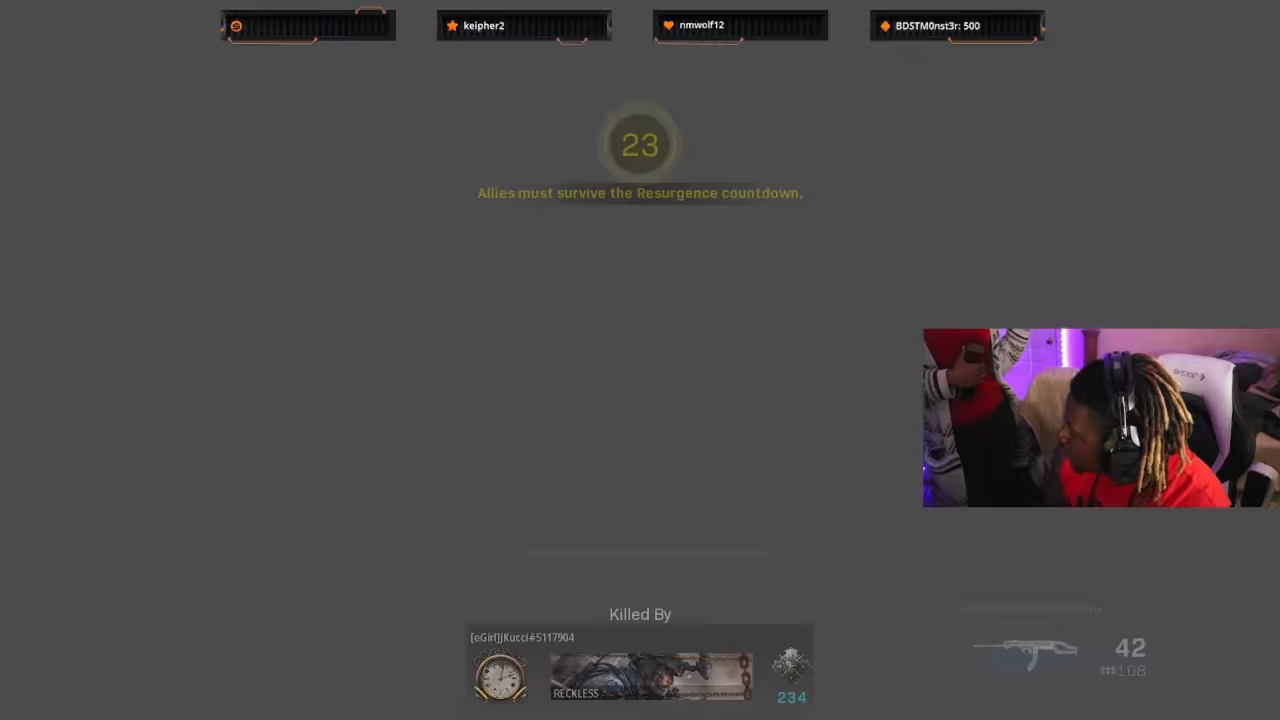 keipher2
nmwolf12
BDSTM0nst3r: 500
23
Allies must survive the Resurgence countdown.
Killed By
[eGirl]JKucci#5117904
RECKLESS
234
42
108